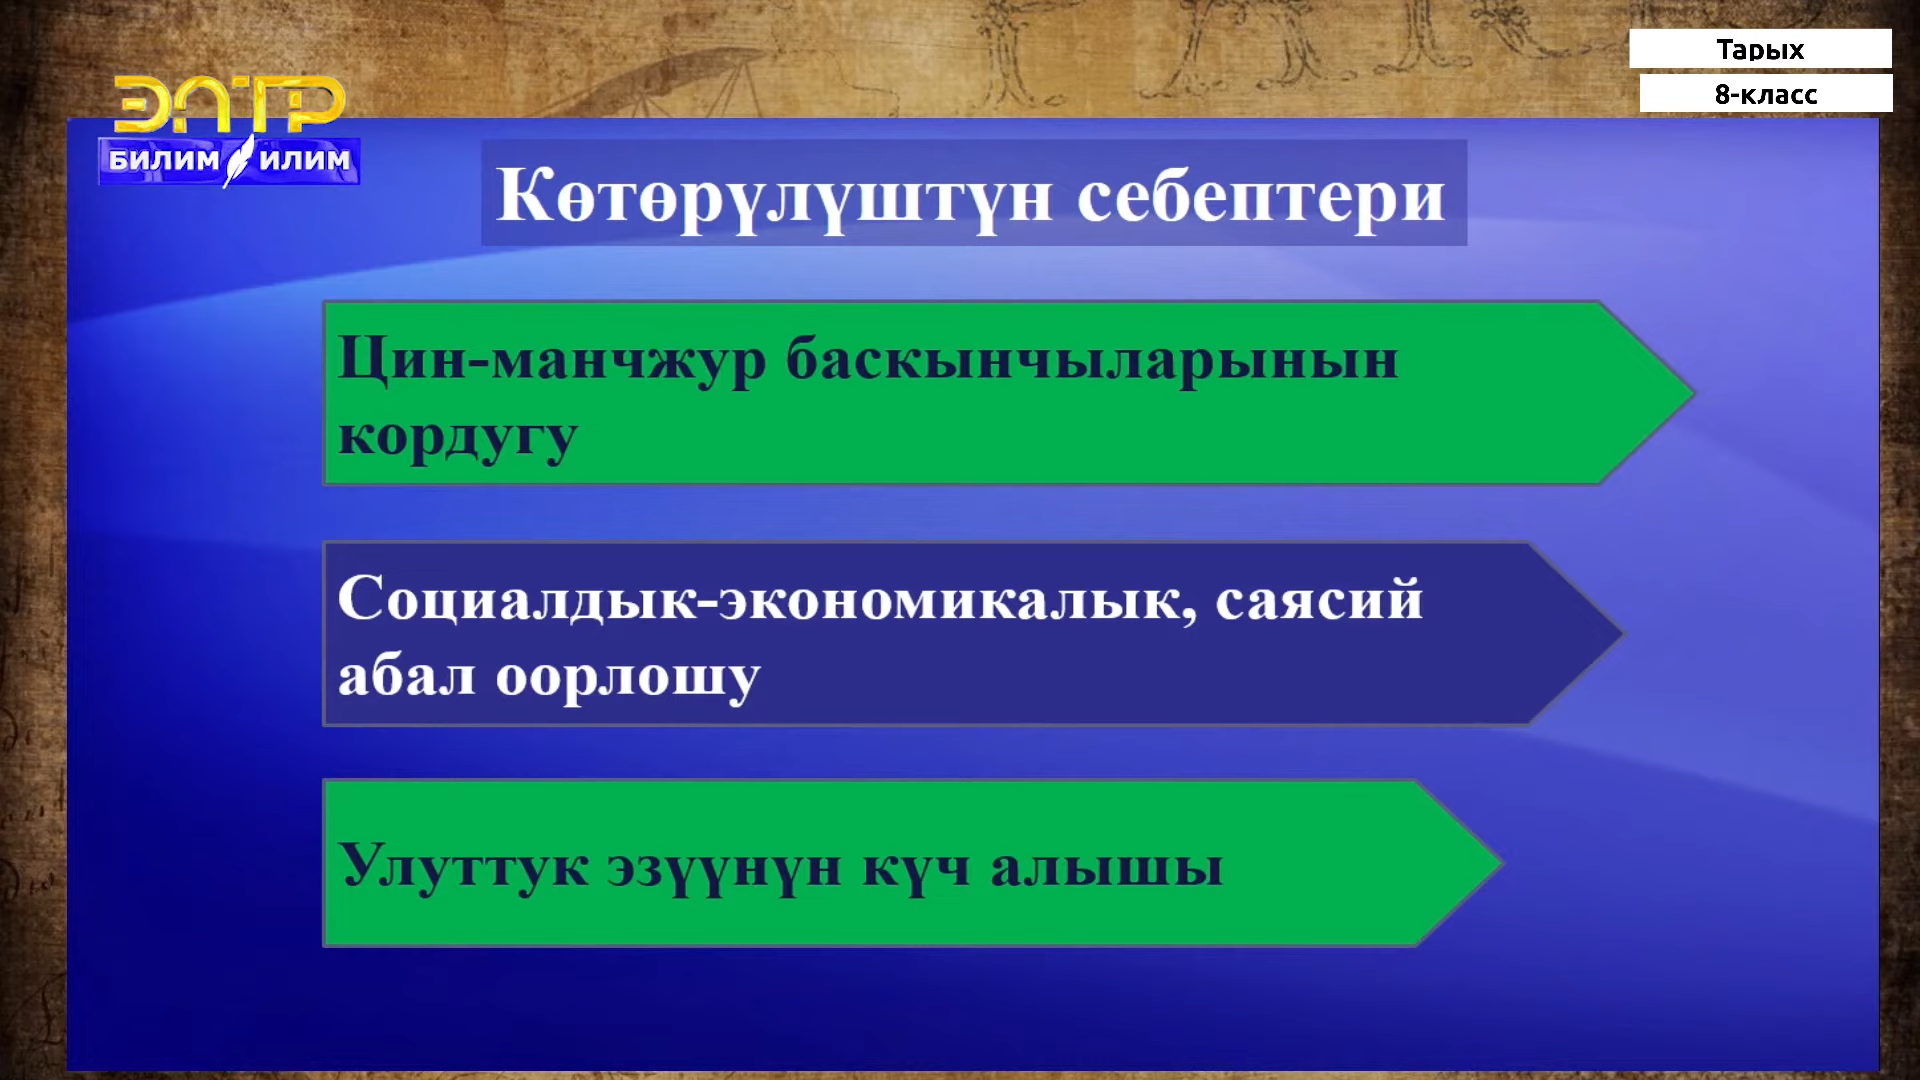 Тарых
8-класс
ЭЛТР
БИЛИМ ИЛИМ
Көтөрүлүштүн себептери
Цин-манчжур баскынчыларынын
кордугу
Социалдык-экономикалык, саясий
абал оорлошу
Улуттук эзүүнүн күч алышы